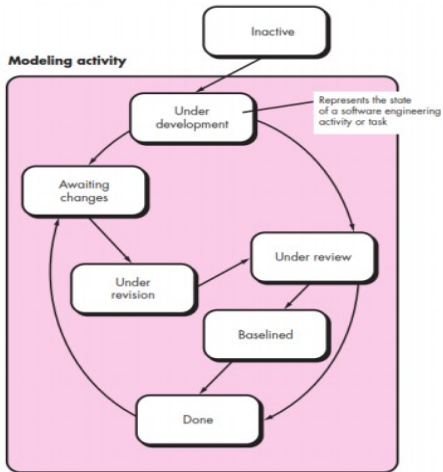 Inactive
Modeling activity
Under
development
Represents the state
of a software engineering
activity or task
Awaiting
changes
Under review
Under
revision
Baselined
Done